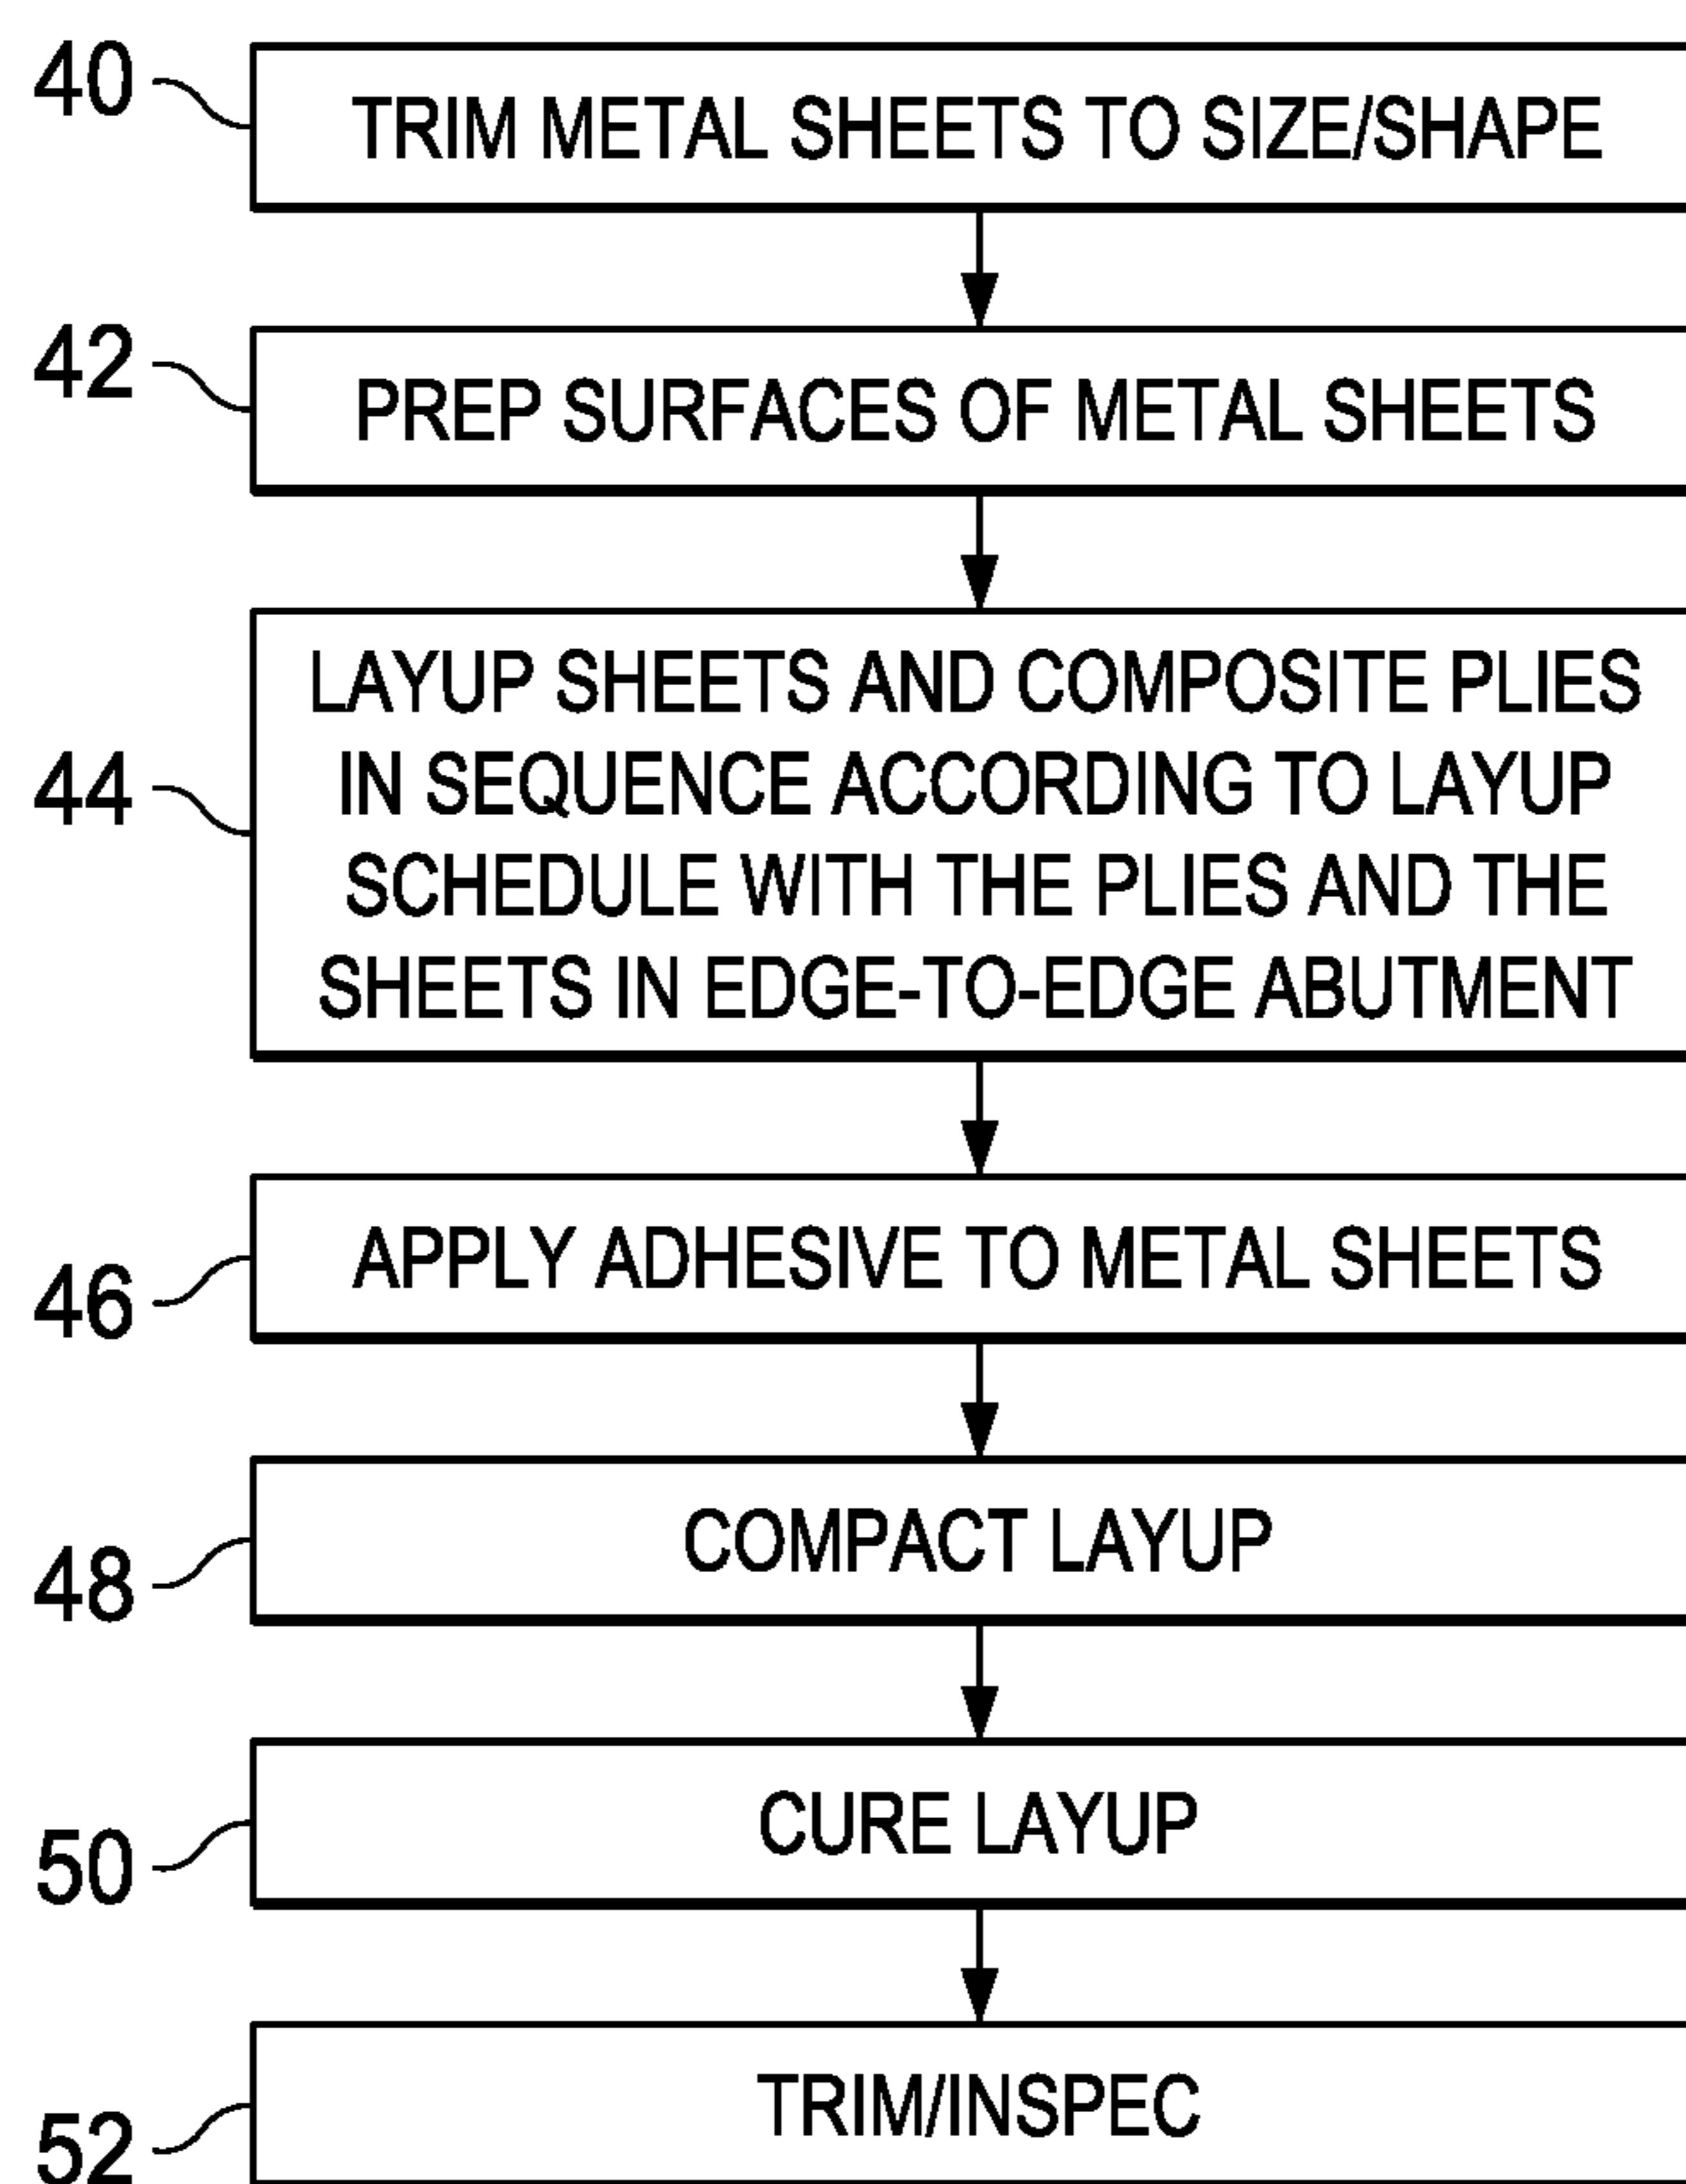 40
TRIM METAL SHEETS TO SIZE/SHAPE
42
PREP SURFACES OF METAL SHEETS
44
LAYUP SHEETS AND COMPOSITE PLIES
IN SEQUENCE ACCORDING TO LAYUP
SCHEDULE WITH THE PLIES AND THE
SHEETS IN EDGE-TO-EDGE ABUTMENT
46
APPLY ADHESIVE TO METAL SHEETS
48
COMPACT LAYUP
50
CURE LAYUP
52
TRIM/INSPEC